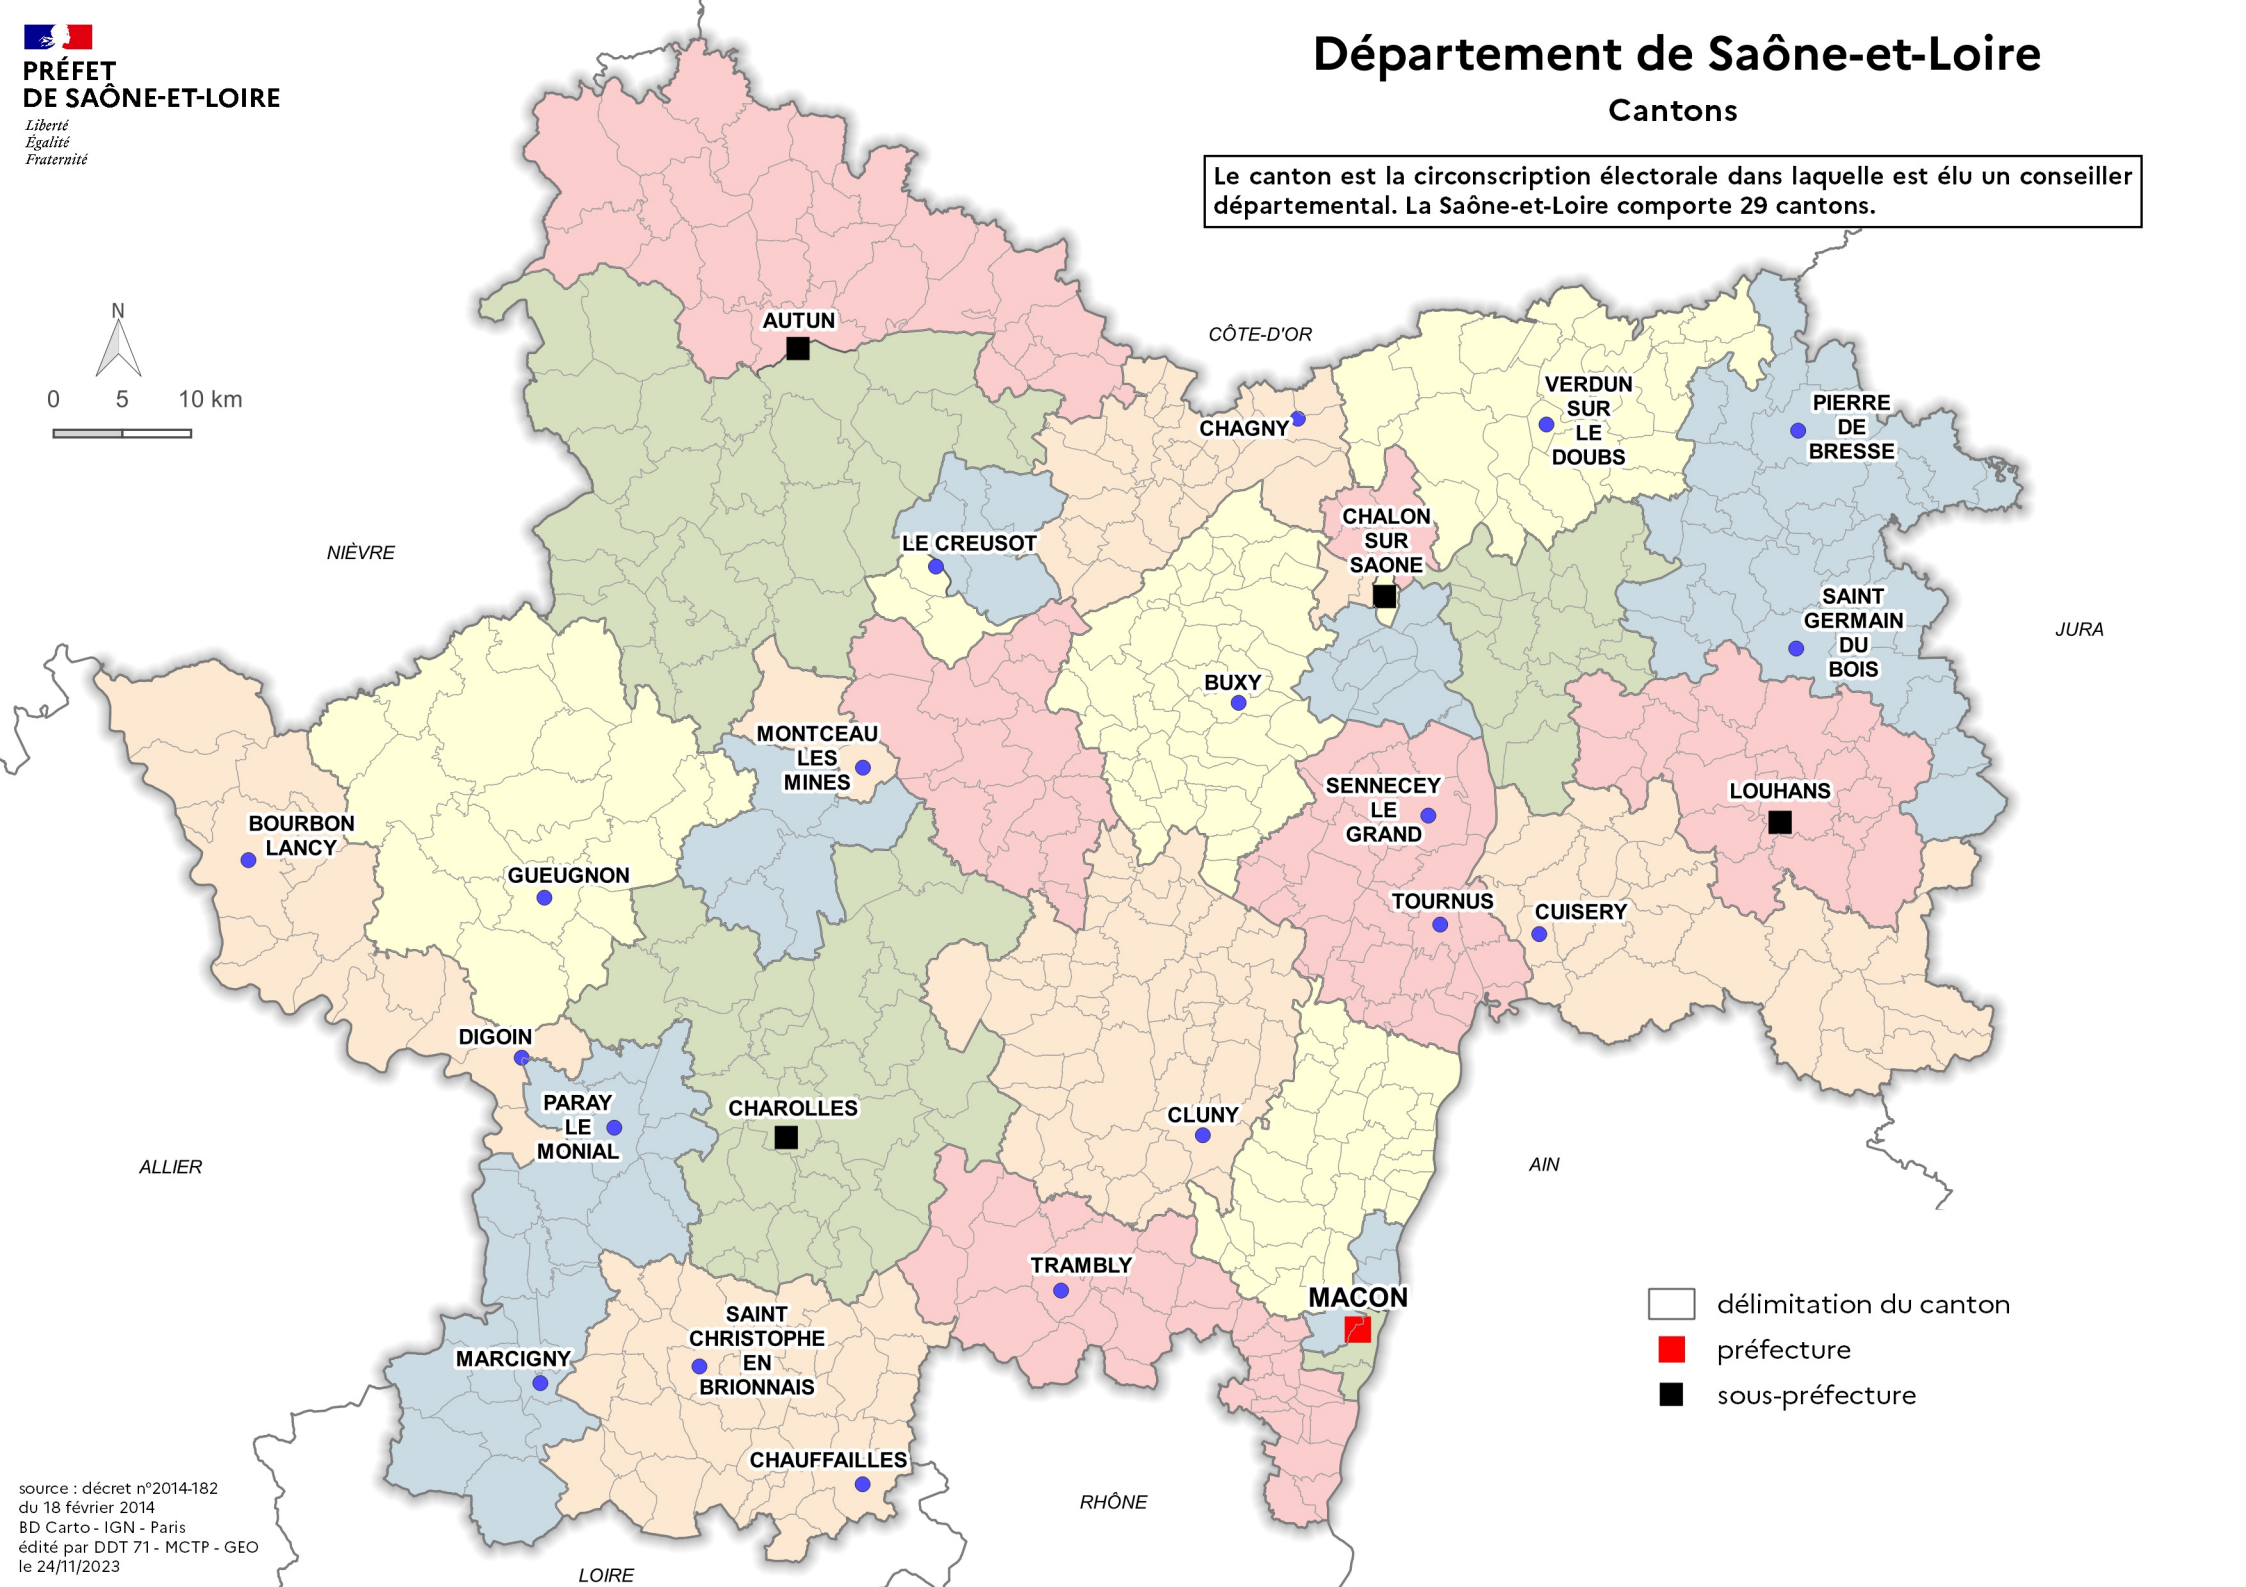 PRÉFET
DE SAÔNE-ET-LOIRE
Liberté
Égalité
Fraternité
Département de Saône-et-Loire
Cantons
Le canton est la circonscription électorale dans laquelle est élu un conseiller
départemental. La Saône-et-Loire comporte 29 cantons.
N
0 5 10 km
AUTUN
CÔTE-D'OR
CHAGNY
VERDUN
SUR
LE
DOUBS
PIERRE
DE
BRESSE
NIÈVRE
LE CREUSOT
CHALON
SUR
SAONE
SAINT
GERMAIN
DU
BOIS
JURA
BUXY
MONTCEAU
LES
MINES
SENNECEY
LE
GRAND
LOUHANS
BOURBON
LANCY
GUEUGNON
TOURNUS
CUISERY
DIGOIN
PARAY
LE
MONIAL
CHAROLLES
CLUNY
ALLIER
AIN
TRAMBLY
MACON
SAINT
CHRISTOPHE
EN
BRIONNAIS
MARCIGNY
CHAUFFAILLES
RHÔNE
LOIRE
délimitation du canton
préfecture
sous-préfecture
source : décret n°2014-182
du 18 février 2014
BD Carto - IGN - Paris
édité par DDT 71 - MCTP - GEO
le 24/11/2023